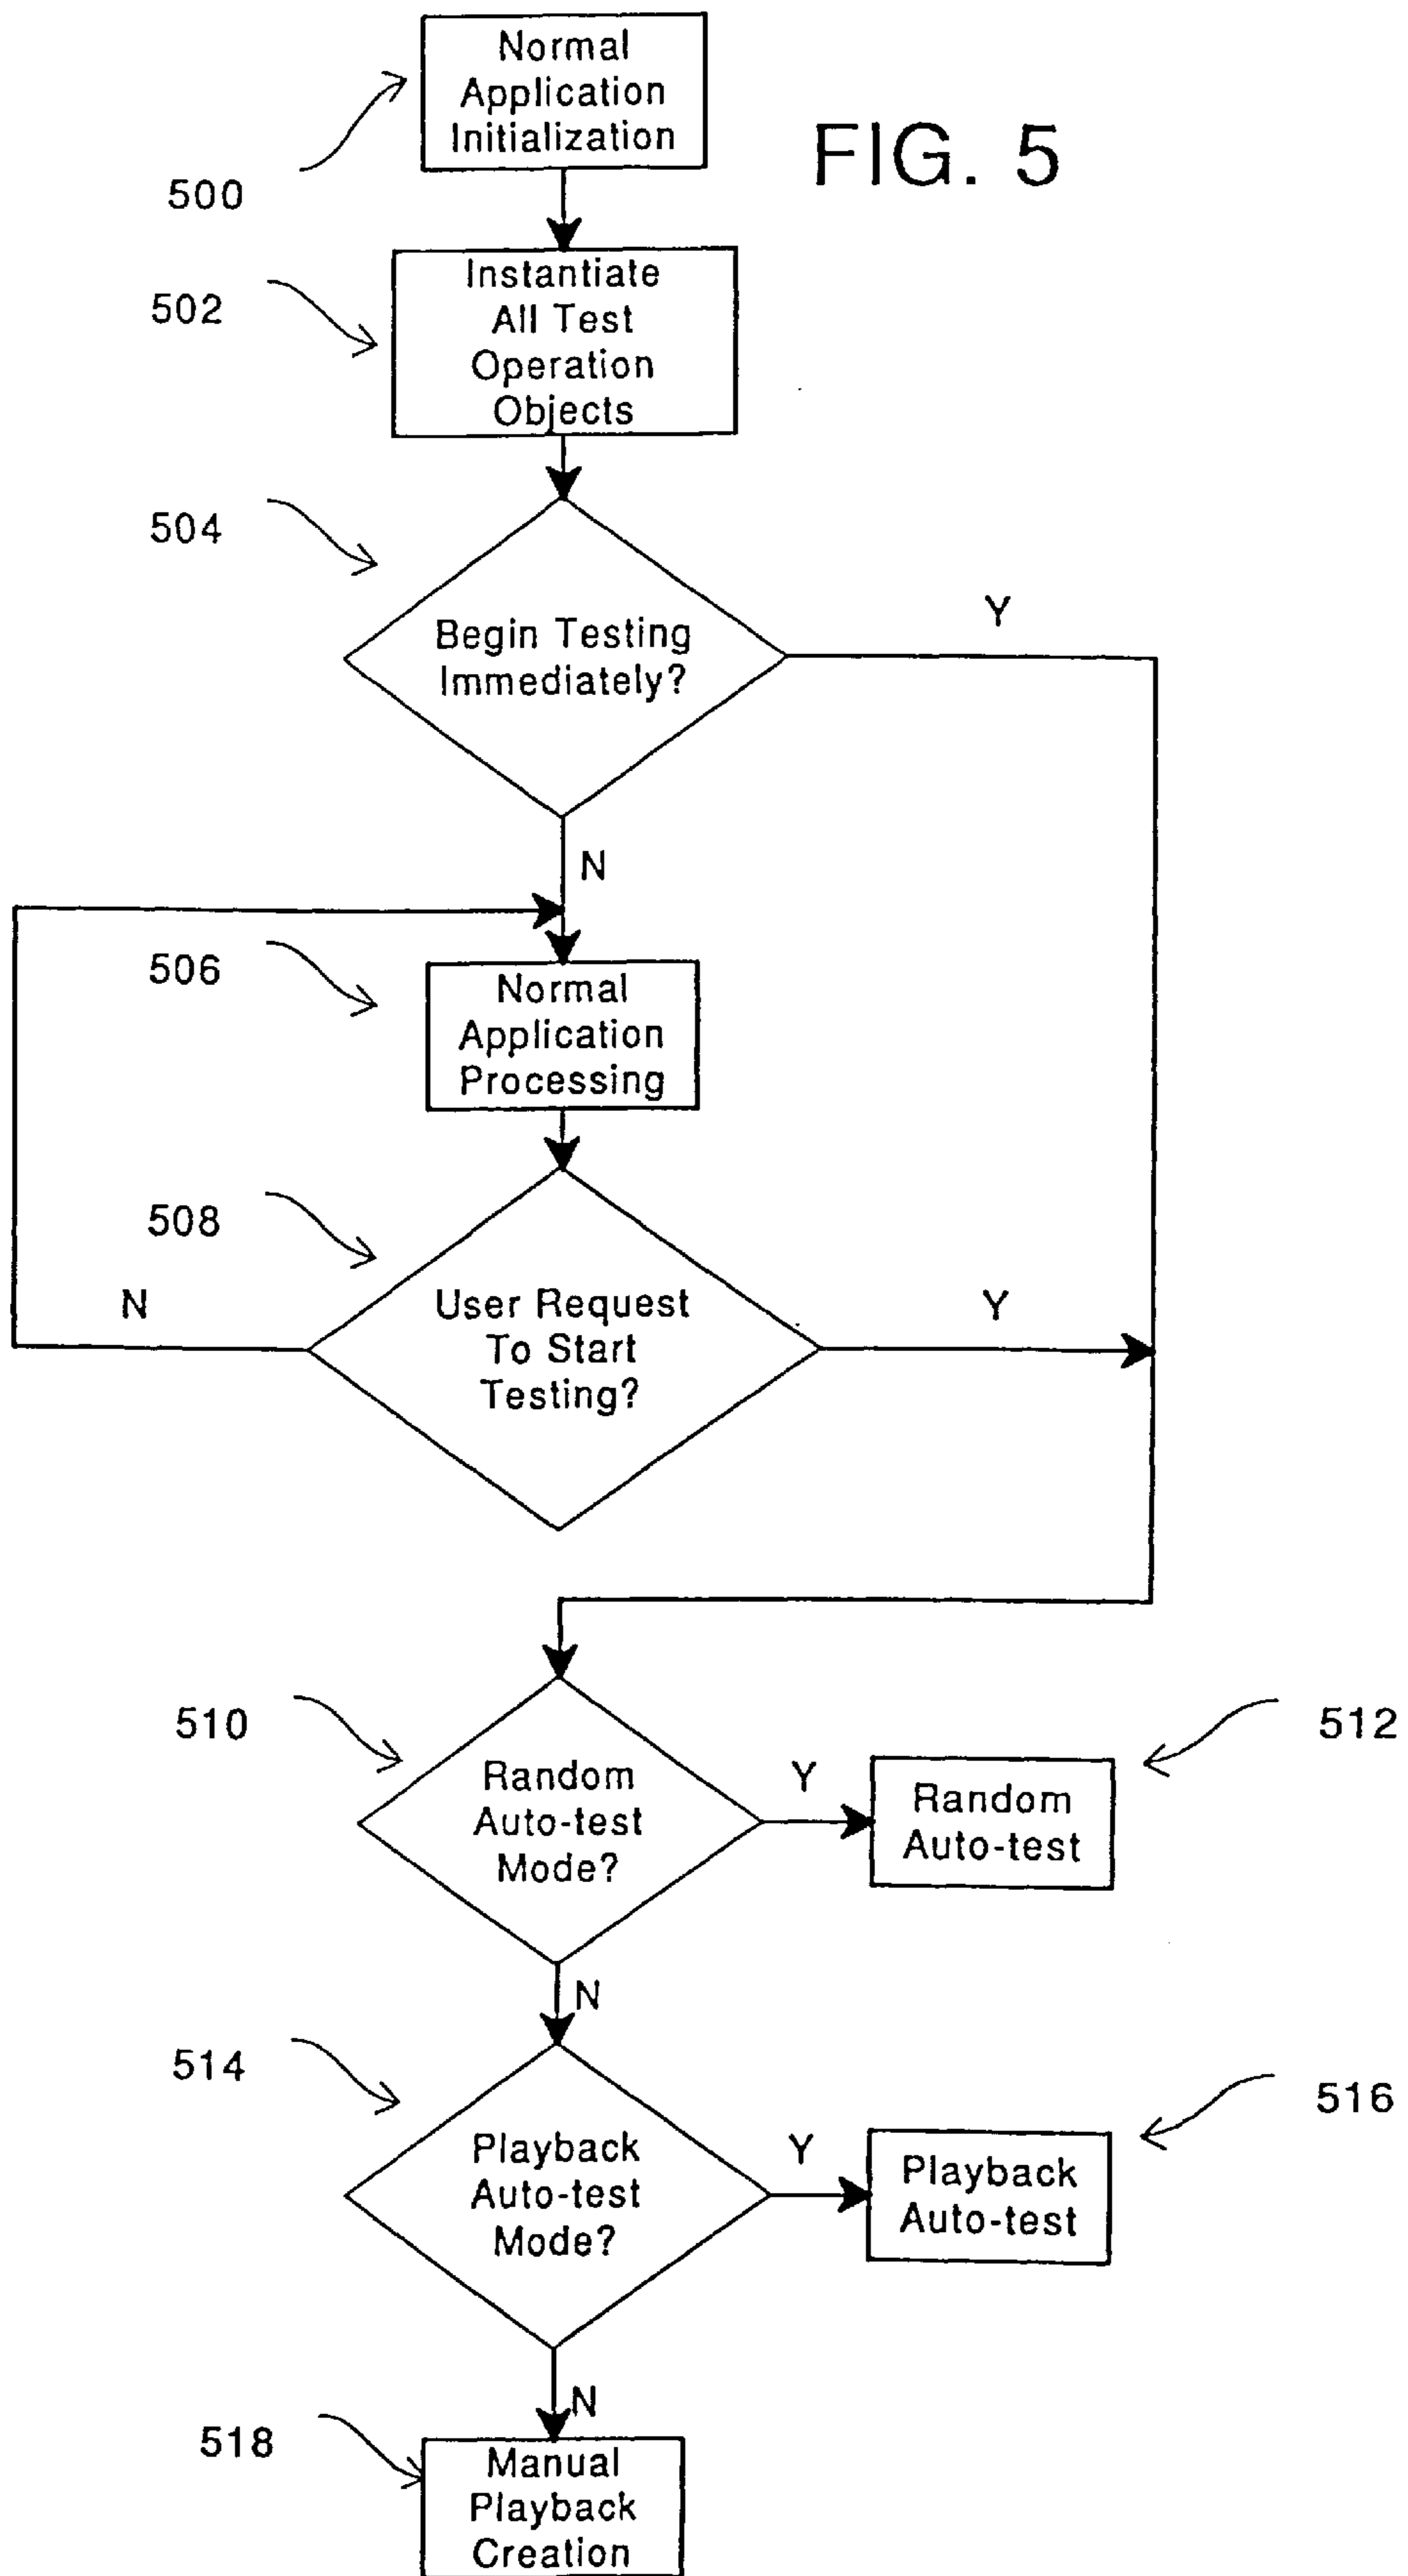 Normal
Application
Initialization
FIG. 5
500
Instantiate
All Test
Operation
Objects
502
504
Begin Testing
Immediately?
Y
N
506
Normal
Application
Processing
508
User Request
To Start
Testing?
N
Y
510
Random
Auto-test
Mode?
Y
Random
Auto-test
512
N
514
Playback
Auto-test
Mode?
Y
Playback
Auto-test
516
N
518
Manual
Playback
Creation